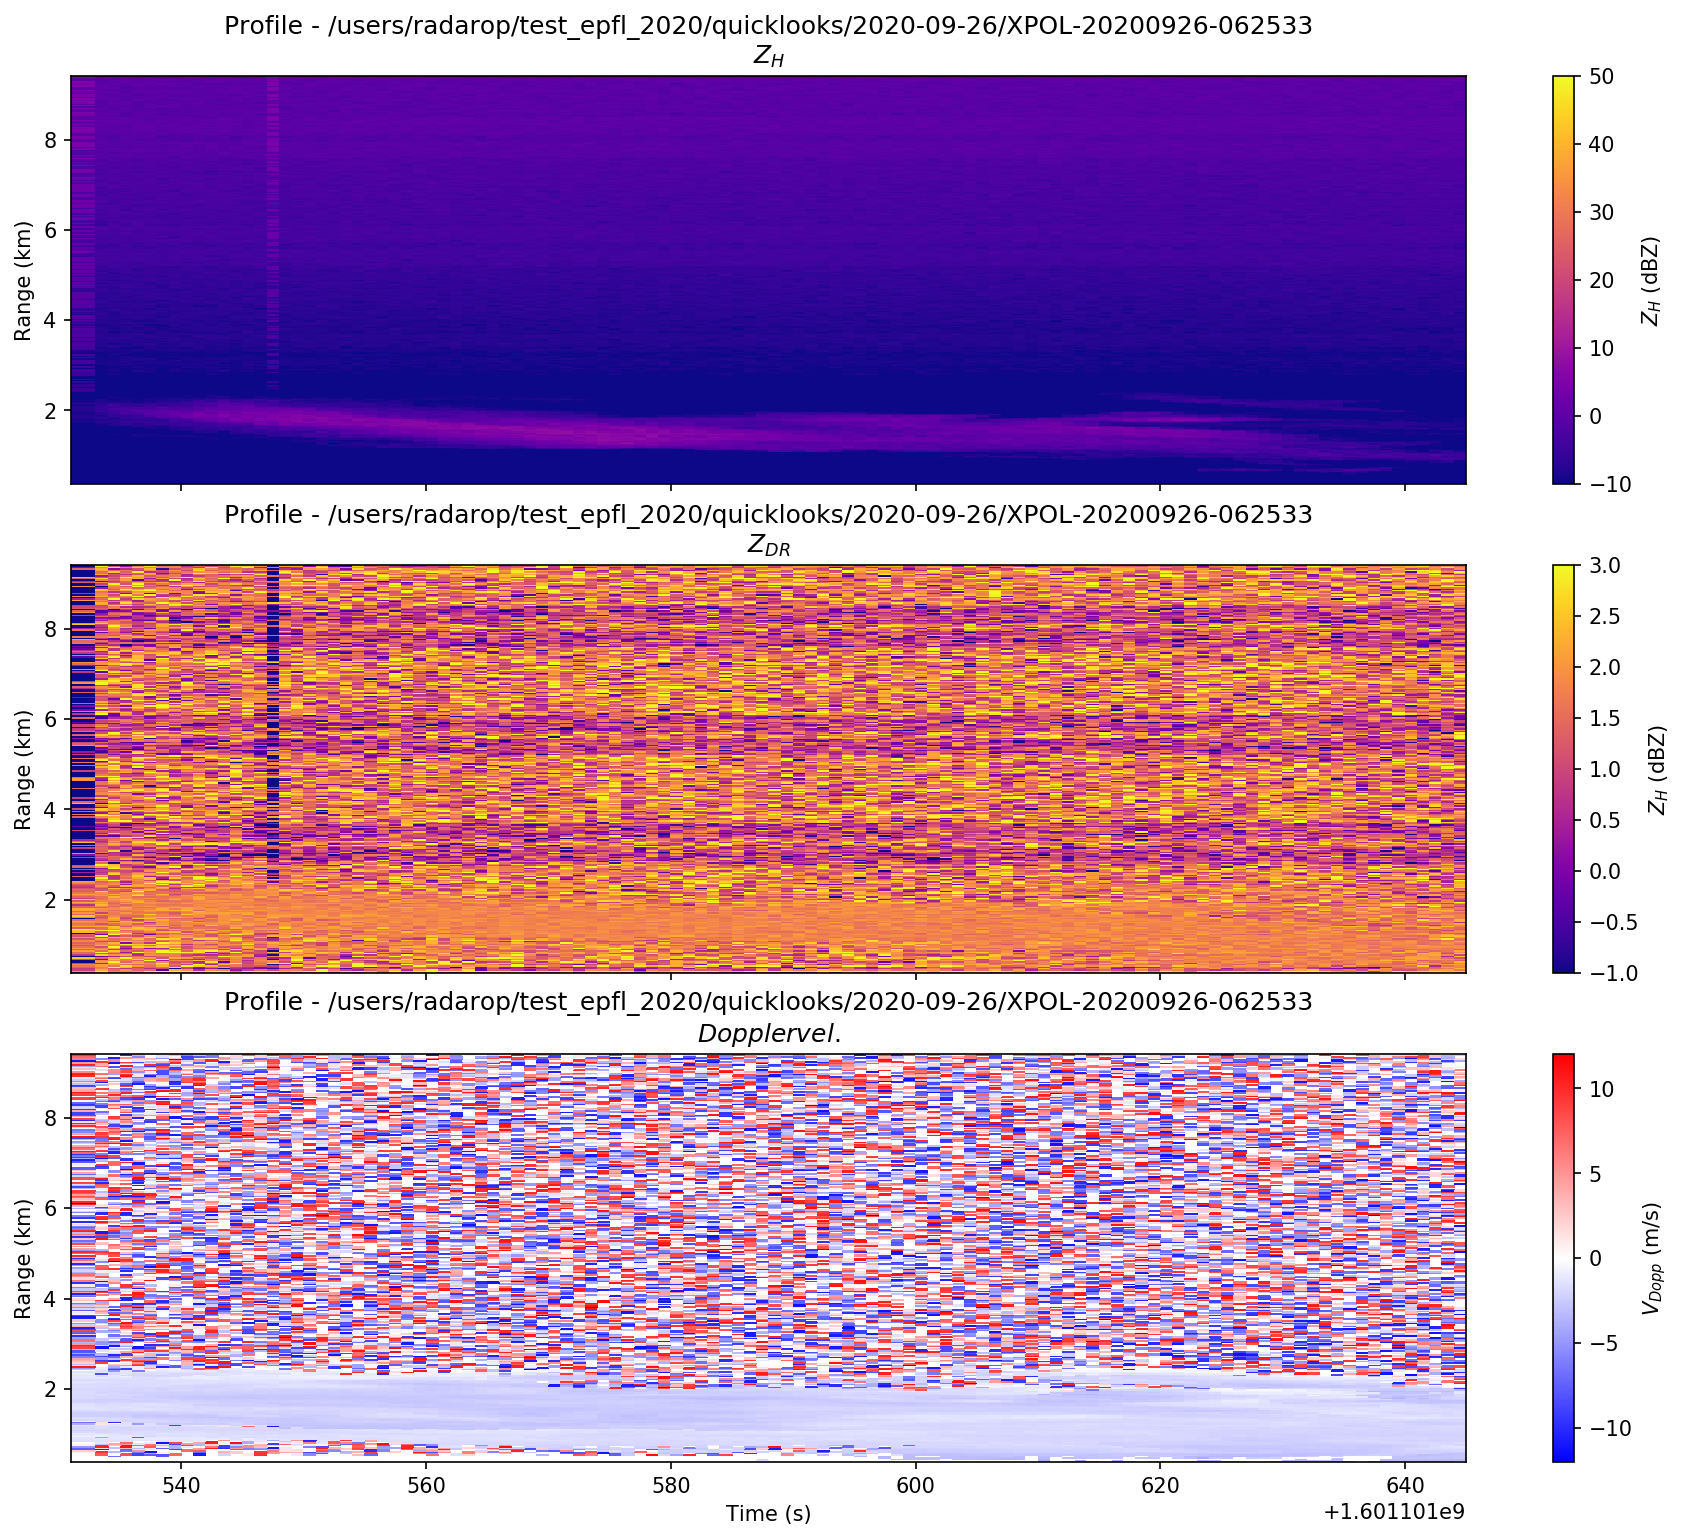 Profile - /users/radarop/test_epfl_2020/quicklooks/2020-09-26/XPOL-20200926-062533
Z_H
50
40
30
20
10
0
−10
Z_H (dBZ)
8
6
4
2
Range (km)
Profile - /users/radarop/test_epfl_2020/quicklooks/2020-09-26/XPOL-20200926-062533
Z_DR
3.0
2.5
2.0
1.5
1.0
0.5
0.0
−0.5
−1.0
Z_H (dBZ)
8
6
4
2
Range (km)
Profile - /users/radarop/test_epfl_2020/quicklooks/2020-09-26/XPOL-20200926-062533
Dopplervel.
10
5
0
−5
−10
V_Dopp (m/s)
8
6
4
2
Range (km)
540 560 580 600 620 640
Time (s)
+1.601101e9